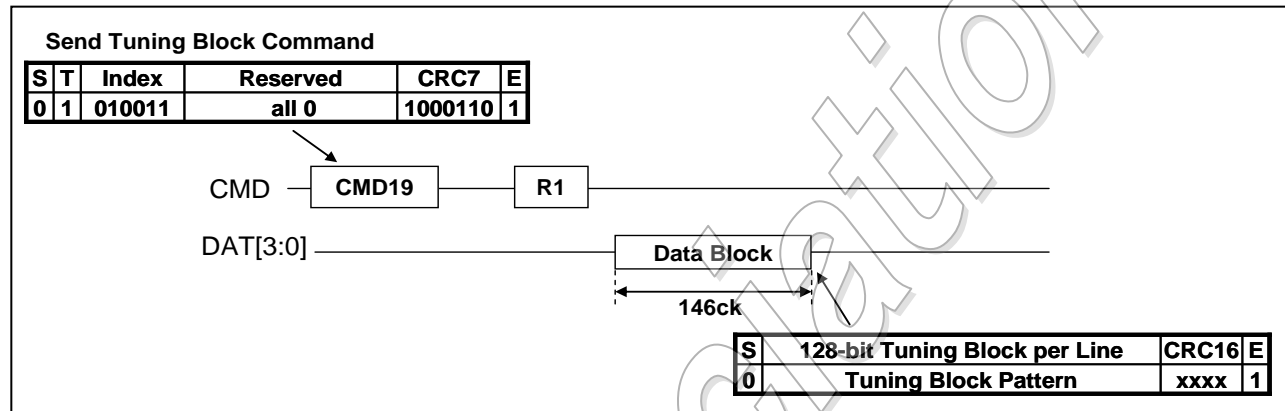 Send Tuning Block Command
S T Index Reserved CRC7 E
0 1 010011 all 0 1000110 1
CMD CMD19 R1
DAT[3:0] Data Block
146ck
S 128-bit Tuning Block per Line CRC16 E
0 Tuning Block Pattern xxxx 1